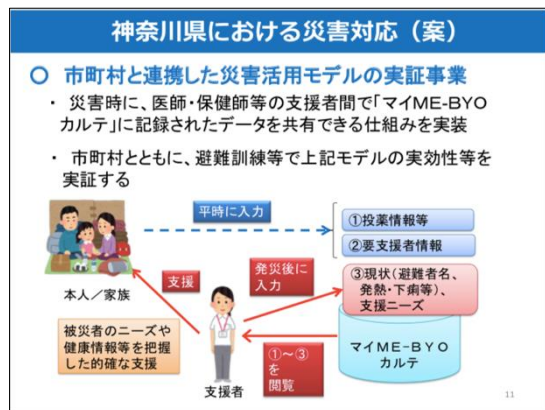 神奈川県における災害対応（案）
○ 市町村と連携した災害活用モデルの実証事業
・ 災害時に、医師・保健師等の支援者間で「マイME-BYO
カルテ」に記録されたデータを共有できる仕組みを実装
・ 市町村とともに、避難訓練等で上記モデルの実効性等を
実証する
平時に入力
①投薬情報等
②要支援者情報
本人／家族
支援
発災後に
入力
③現状（避難者名、
発熱・下痢等）、
支援ニーズ
被災者のニーズや
健康情報等を把握
した的確な支援
支援者
①～③
を
閲覧
マイME-BYO
カルテ
11